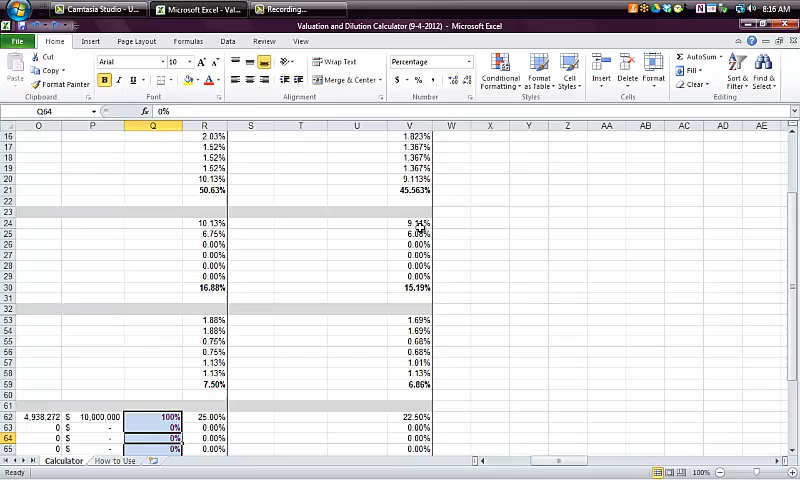 Camtasia Studio - U...
Microsoft Excel - Val...
Recording...
8:16 AM
Valuation and Dilution Calculator (9-4-2012) - Microsoft Excel
File Home Insert Page Layout Formulas Data Review View
Paste
Cut
Copy
Format Painter
Clipboard
Arial 10
B I U
Font
Wrap Text
Merge & Center
Alignment
Percentage
$ % ,
Number
Conditional Formatting
Format as Table
Cell Styles
Styles
Insert Delete Format
Cells
AutoSum
Fill
Clear
Sort & Filter
Find & Select
Editing
Q64 fx 0%
O P Q R S T U V W X Y Z AA AB AC AD AE
16 2.03% 1.823%
17 1.52% 1.367%
18 1.52% 1.367%
19 1.52% 1.367%
20 10.13% 9.113%
21 50.63% 45.563%
22
23
24 10.13% 9.11%
25 6.75% 6.08%
26 0.00% 0.00%
27 0.00% 0.00%
28 0.00% 0.00%
29 0.00% 0.00%
30 16.88% 15.19%
31
32
53 1.88% 1.69%
54 1.88% 1.69%
55 0.75% 0.68%
56 0.75% 0.68%
57 1.13% 1.01%
58 1.13% 1.13%
59 7.50% 6.86%
60
61
62 4,938,272 $ 10,000,000 100% 25.00% 22.50%
63 0 $ - 0% 0.00% 0.00%
64 0 $ - 0% 0.00% 0.00%
65 0 $ - 0% 0.00% 0.00%
Calculator How to Use
Ready 100%